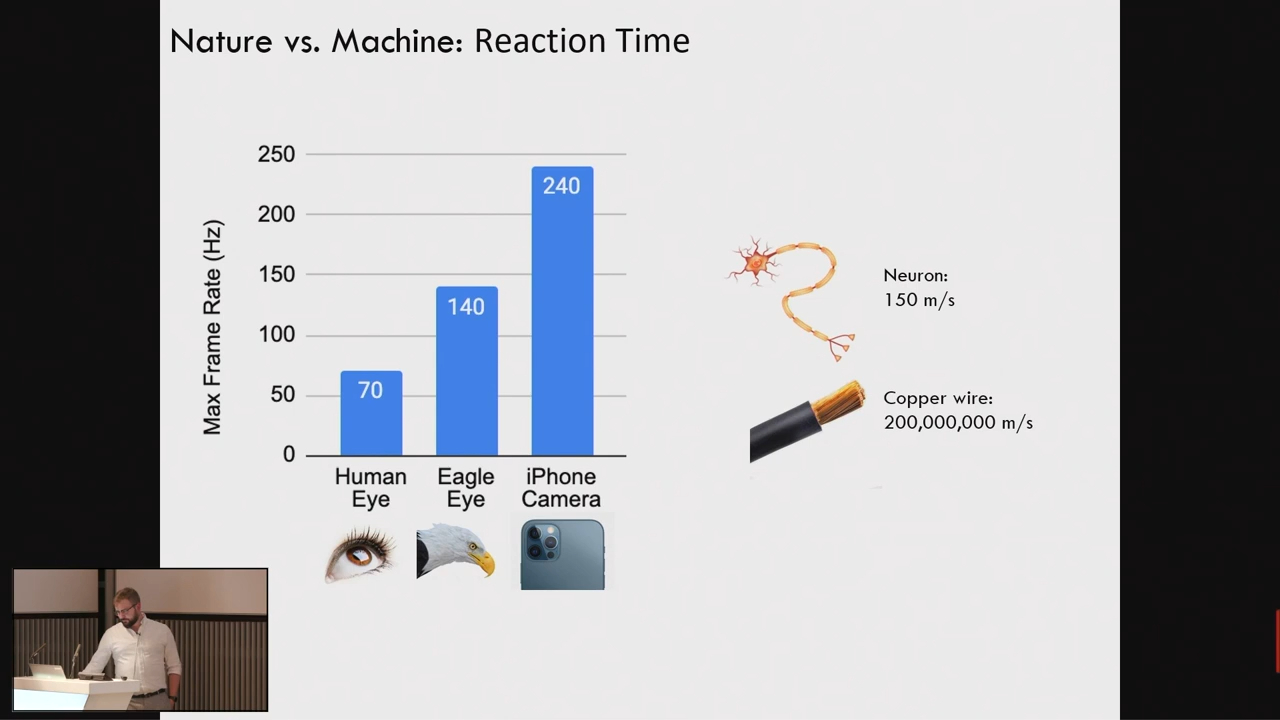 Nature vs. Machine: Reaction Time
Max Frame Rate (Hz)
250
200
150
100
50
0
70
140
240
Human
Eye
Eagle
Eye
iPhone
Camera
Neuron:
150 m/s
Copper wire:
200,000,000 m/s